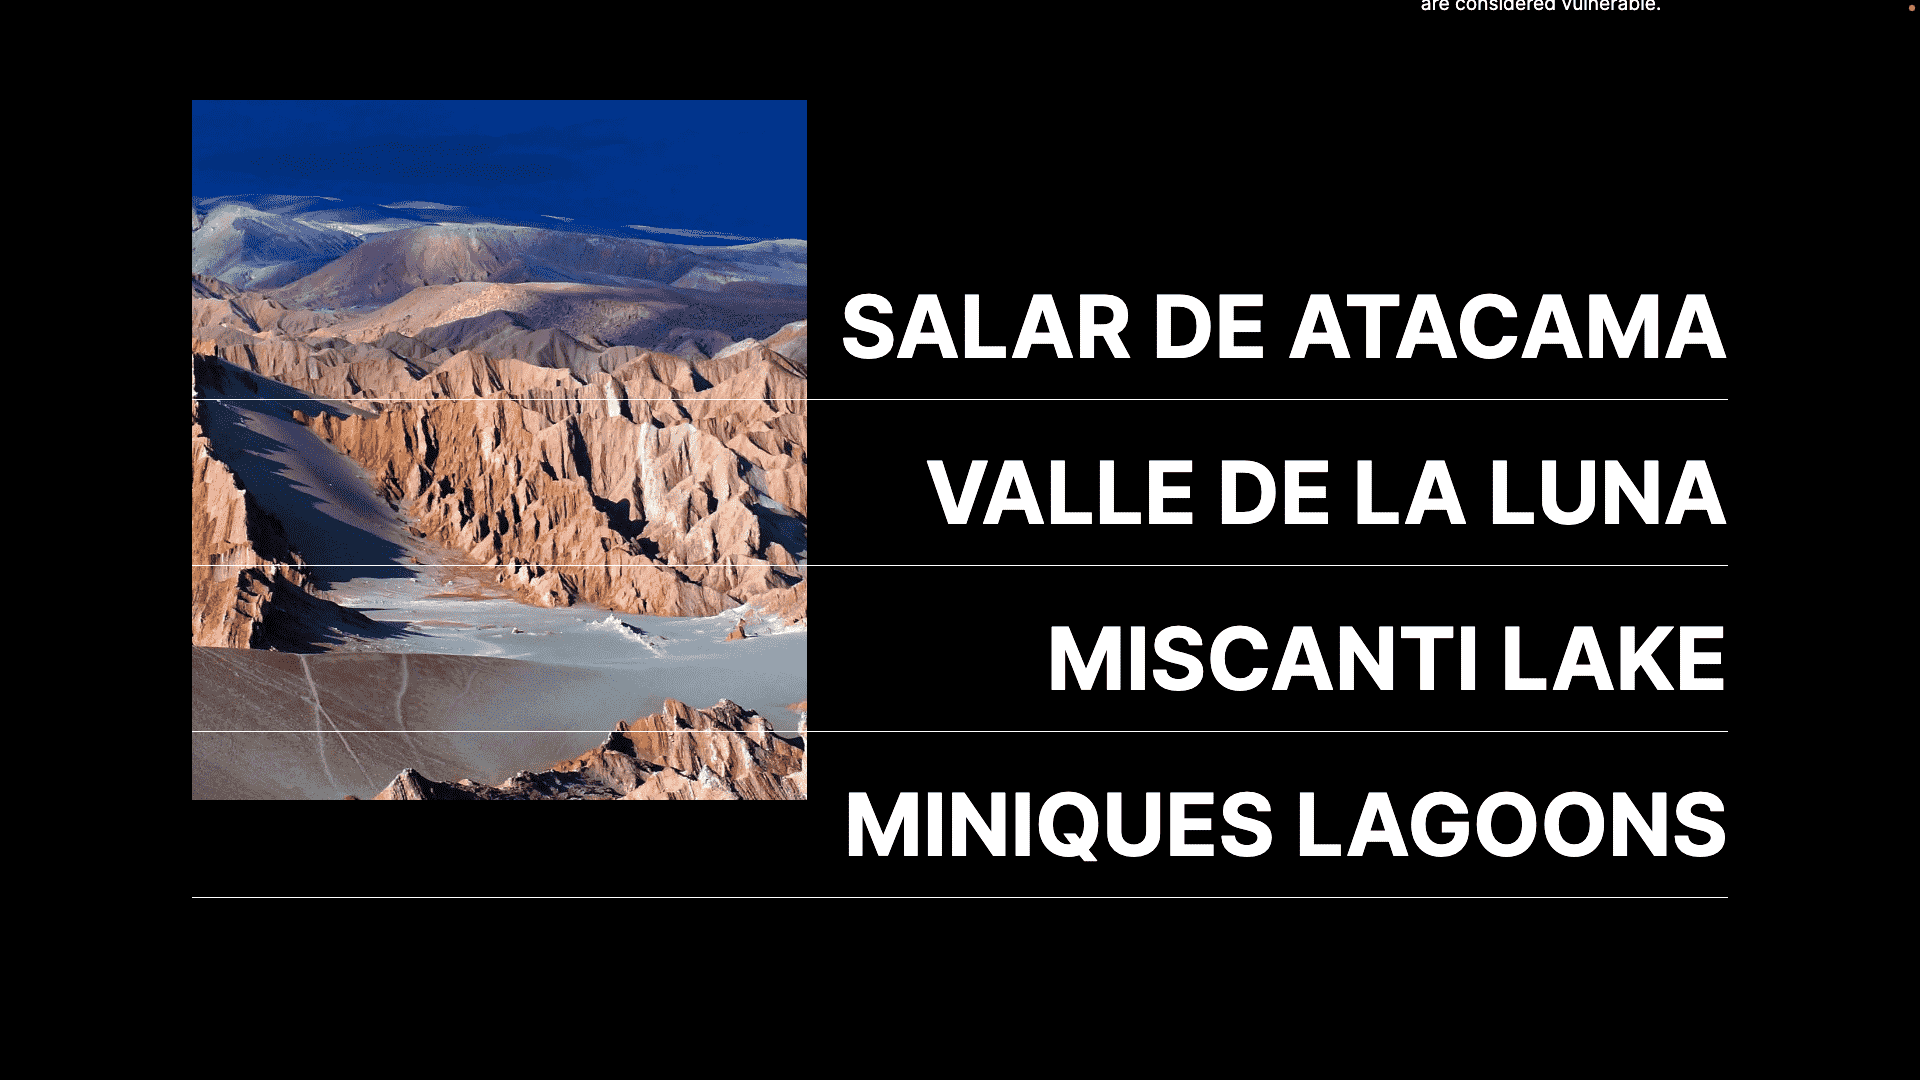 are considered vulnerable.
SALAR DE ATACAMA
VALLE DE LA LUNA
MISCANTI LAKE
MINIQUES LAGOONS